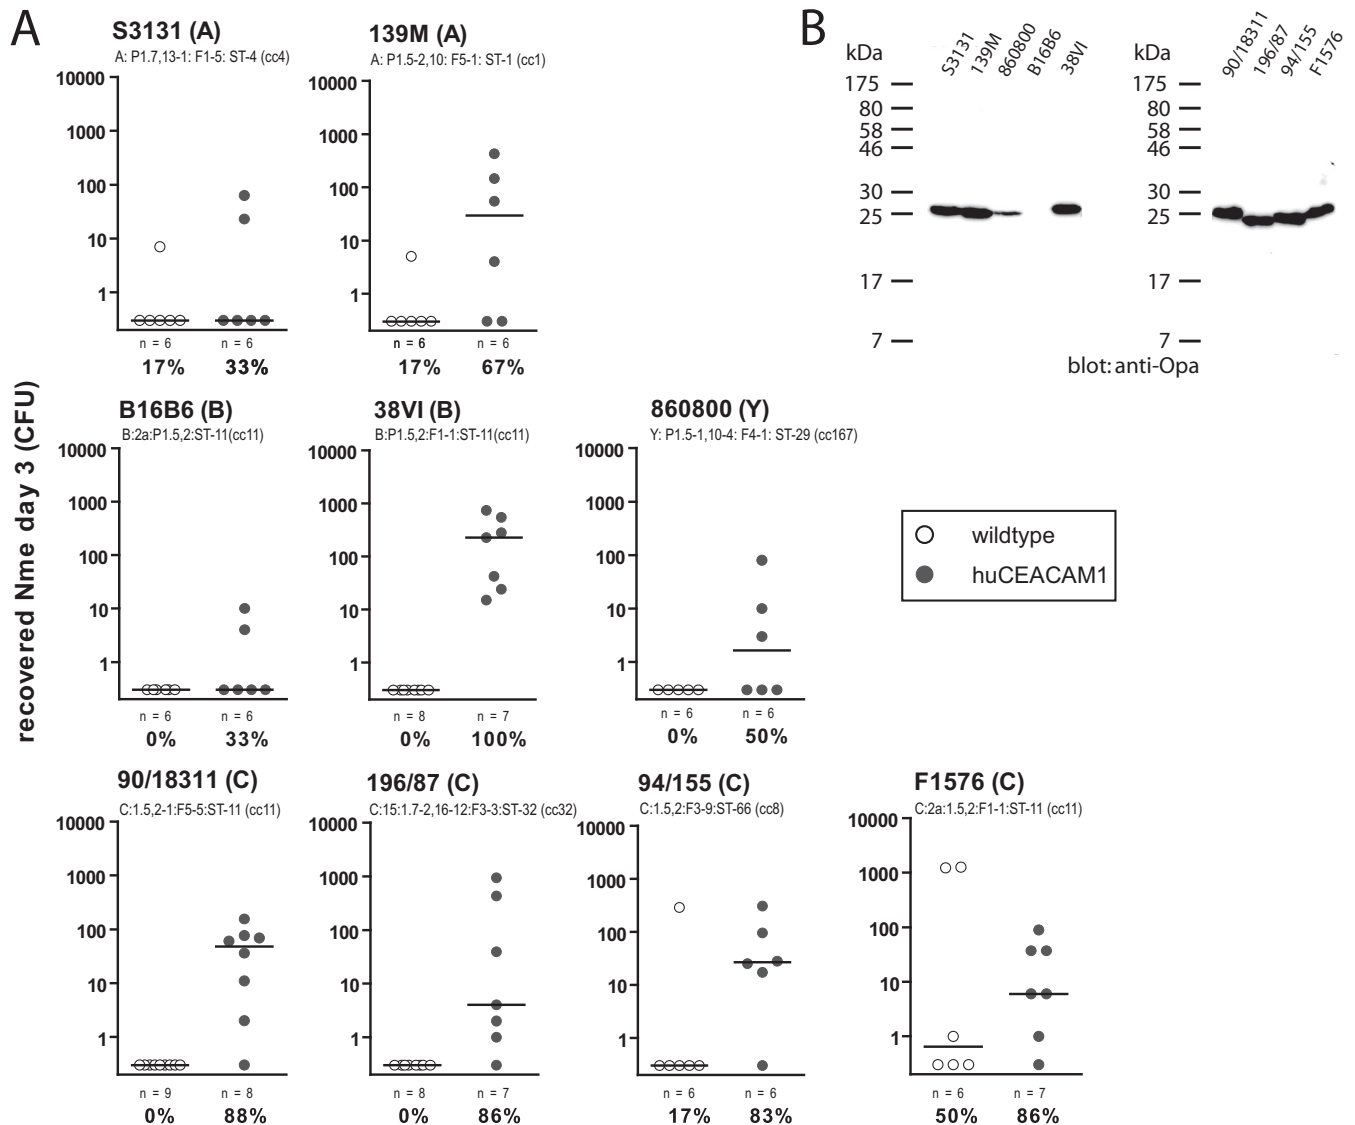 A
S3131 (A)
A: P1.7,13-1: F1-5: ST-4 (cc4)
10000
1000
100
10
1
n = 6
n = 6
17%
33%
139M (A)
A: P1.5-2,10: F5-1: ST-1 (cc1)
10000
1000
100
10
1
n = 6
n = 6
17%
67%
B
kDa
S3131
139M
860800
B16B6
38VI
175
80
58
46
30
25
17
7
kDa
90/18311
196/87
94/155
F1576
175
80
58
46
30
25
17
7
blot: anti-Opa
recovered Nme day 3 (CFU)
B16B6 (B)
B:2a:P1.5,2:ST-11(cc11)
10000
1000
100
10
1
n = 6
n = 6
0%
33%
38VI (B)
B:P1.5,2:F1-1:ST-11(cc11)
10000
1000
100
10
1
n = 8
n = 7
0%
100%
860800 (Y)
Y: P1.5-1,10-4: F4-1: ST-29 (cc167)
10000
1000
100
10
1
n = 6
n = 6
0%
50%
wildtype
huCEACAM1
90/18311 (C)
C:1.5,2-1:F5-5:ST-11 (cc11)
10000
1000
100
10
1
n = 9
n = 8
0%
88%
196/87 (C)
C:15:1.7-2,16-12:F3-3:ST-32 (cc32)
10000
1000
100
10
1
n = 8
n = 7
0%
86%
94/155 (C)
C:1.5,2:F3-9:ST-66 (cc8)
10000
1000
100
10
1
n = 6
n = 6
17%
83%
F1576 (C)
C:2a:1.5,2:F1-1:ST-11 (cc11)
10000
1000
100
10
1
n = 6
n = 7
50%
86%